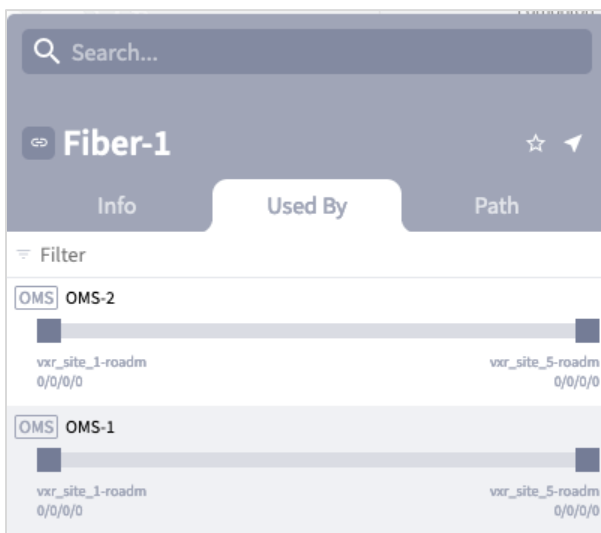 Search...
Fiber-1
Info Used By Path
Filter
OMS OMS-2
vxr_site_1-roadm vxr_site_5-roadm
0/0/0/0 0/0/0/0
OMS OMS-1
vxr_site_1-roadm vxr_site_5-roadm
0/0/0/0 0/0/0/0